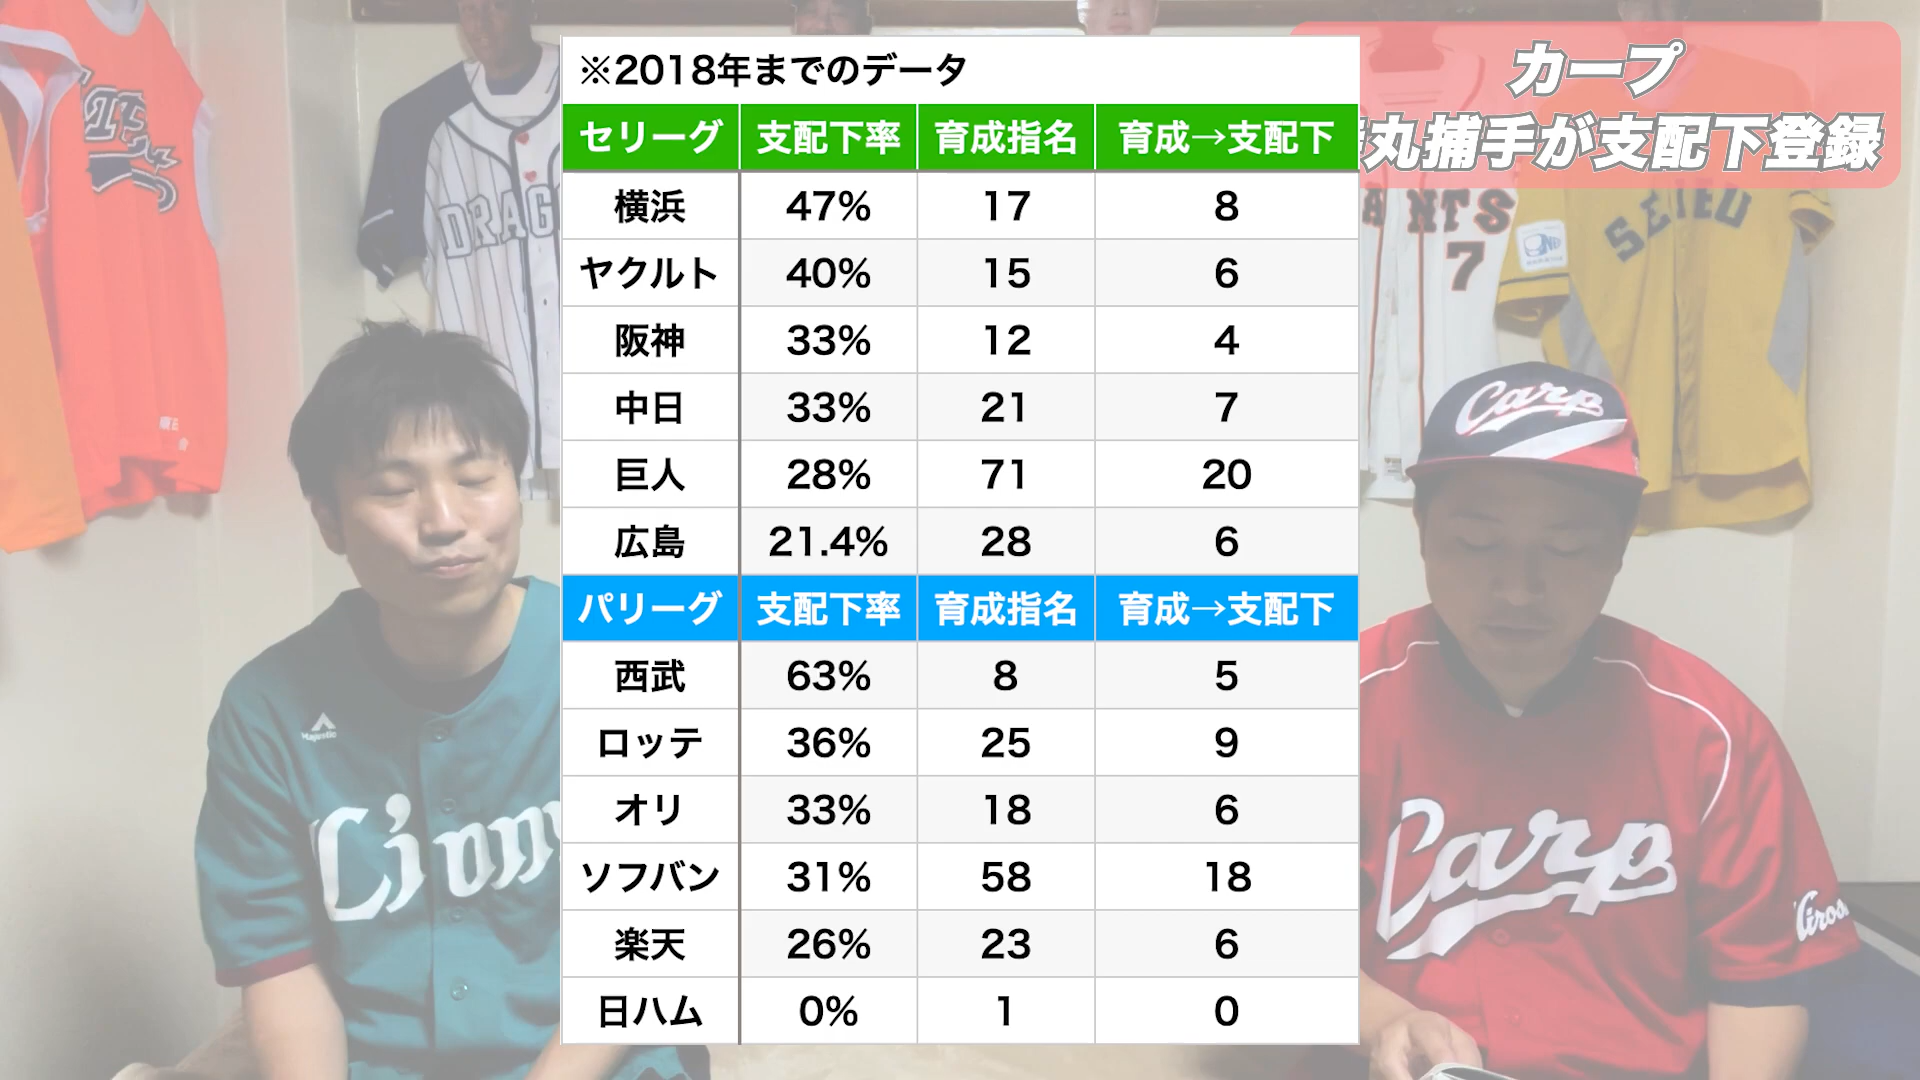 ※2018年までのデータ
セリーグ 支配下率 育成指名 育成→支配下
横浜 47% 17 8
ヤクルト 40% 15 6
阪神 33% 12 4
中日 33% 21 7
巨人 28% 71 20
広島 21.4% 28 6
パリーグ 支配下率 育成指名 育成→支配下
西武 63% 8 5
ロッテ 36% 25 9
オリ 33% 18 6
ソフバン 31% 58 18
楽天 26% 23 6
日ハム 0% 1 0
カープ
丸捕手が支配下登録
DRAG
ANTS
7
SEIBU
Carp
Majestic
Lions
Carp